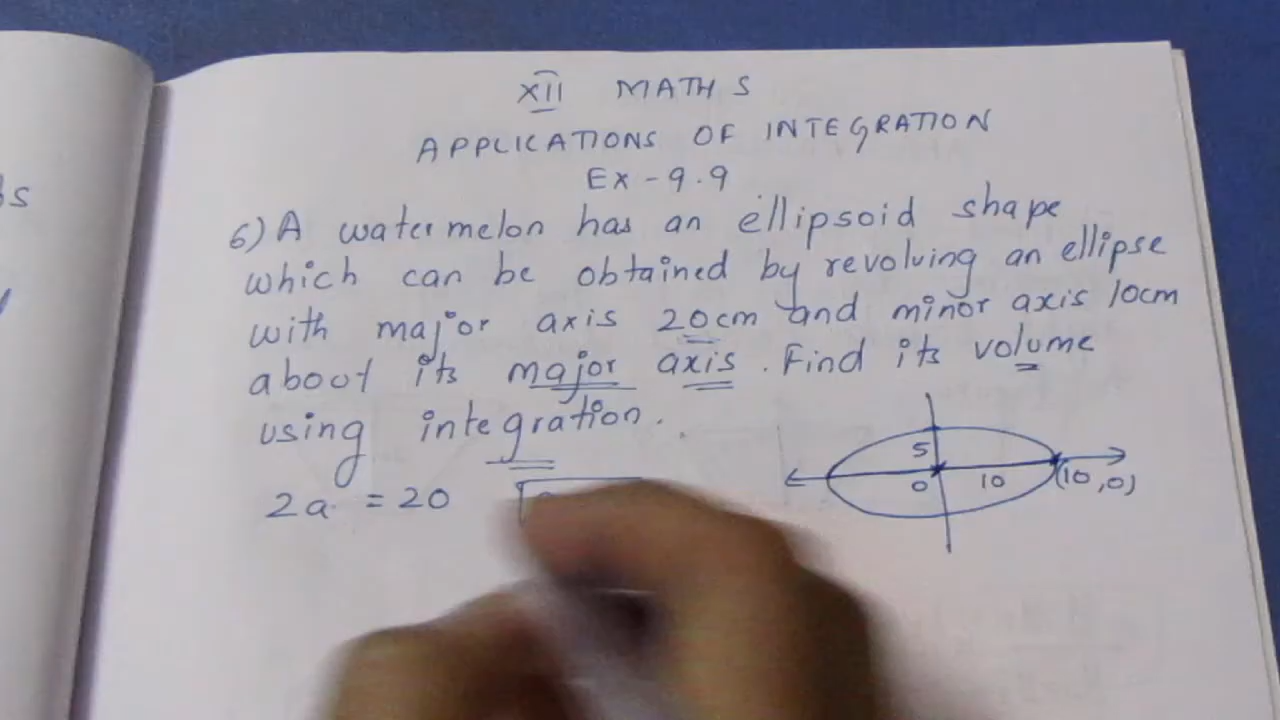 XII MATHS
APPLICATIONS OF INTEGRATION
Ex-9.9
6) A watermelon has an ellipsoid shape
which can be obtained by revolving an ellipse
with major axis 20cm and minor axis 10cm
about its major axis. Find its volume
using integration.
5
0 10 (10,0)
2a = 20